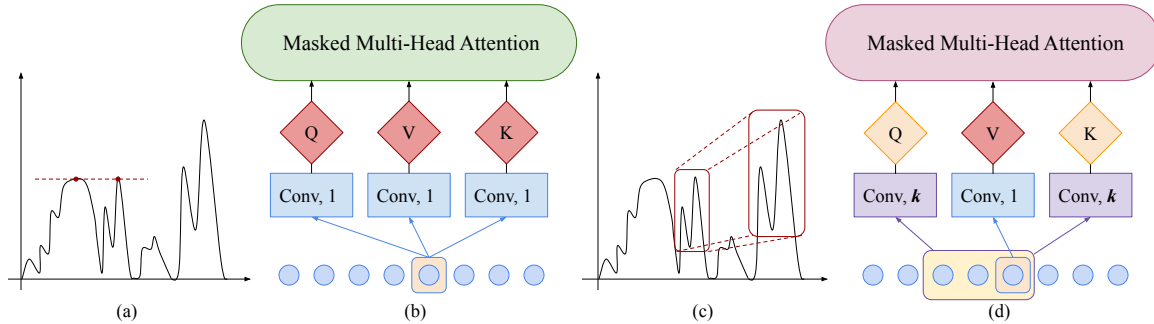 Masked Multi-Head Attention
Q
V
K
Conv, 1
Conv, 1
Conv, 1
(a)
(b)
Masked Multi-Head Attention
Q
V
K
Conv, k
Conv, 1
Conv, k
(c)
(d)